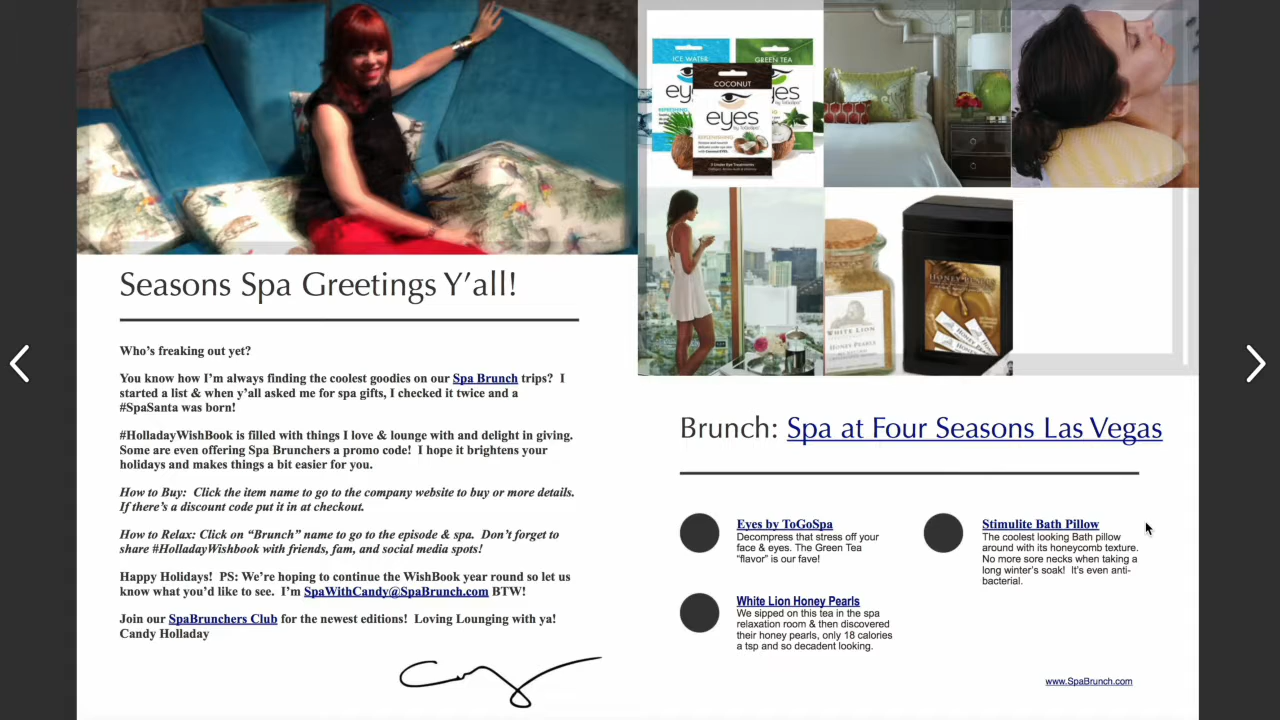 Seasons Spa Greetings Y'all!
Who's freaking out yet?
You know how I'm always finding the coolest goodies on our Spa Brunch trips? I
started a list & when y'all asked me for spa gifts, I checked it twice and a
#SpaSanta was born!
#HolladayWishBook is filled with things I love & lounge with and delight in giving.
Some are even offering Spa Brunchers a promo code! I hope it brightens your
holidays and makes things a bit easier for you.
How to Buy: Click the item name to go to the company website to buy or more details.
If there's a discount code put it in at checkout.
How to Relax: Click on "Brunch" name to go to the episode & spa. Don't forget to
share #HolladayWishbook with friends, fam, and social media spots!
Happy Holidays! PS: We're hoping to continue the WishBook year round so let us
know what you'd like to see. I'm SpaWithCandy@SpaBrunch.com BTW!
Join our SpaBrunchers Club for the newest editions! Loving Lounging with ya!
Candy Holladay
ICE WATER
GREEN TEA
COCONUT
eyes
by ToGoSpa
REPLENISHING
WHITE LION
HONEY PEARLS
Brunch: Spa at Four Seasons Las Vegas
Eyes by ToGoSpa
Decompress that stress off your
face & eyes. The Green Tea
"flavor" is our fave!
White Lion Honey Pearls
We sipped on this tea in the spa
relaxation room & then discovered
their honey pearls, only 18 calories
a tsp and so decadent looking.
Stimulite Bath Pillow
The coolest looking Bath pillow
around with its honeycomb texture.
No more sore necks when taking a
long winter's soak! It's even anti-
bacterial.
www.SpaBrunch.com